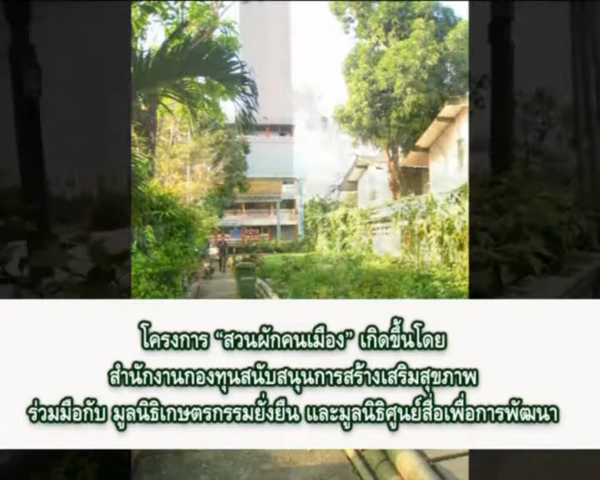 โครงการ “สวนผักคนเมือง” เกิดขึ้นโดย
สำนักงานกองทุนสนับสนุนการสร้างเสริมสุขภาพ
ร่วมมือกับ มูลนิธิเกษตรกรรมยั่งยืน และมูลนิธิศูนย์สื่อเพื่อการพัฒนา